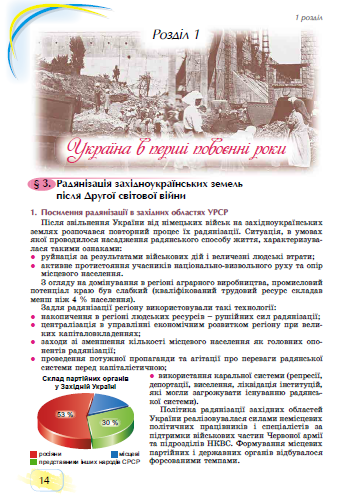 1 розділ
Розділ 1
Україна в перші повоєнні роки
§ 3. Радянізація західноукраїнських земель
після Другої світової війни
1. Посилення радянізації в західних областях УРСР
Після звільнення України від німецьких військ на західноукраїнських
землях розпочався повторний процес їх радянізації. Ситуація, в умовах
якої проводилося насадження радянського способу життя, характеризува-
лася такими ознаками:
● руйнація за результатами військових дій і величезні людські втрати;
● активне протистояння учасників національно-визвольного руху та опір
місцевого населення.
З огляду на домінування в регіоні аграрного виробництва, промисловий
потенціал краю був слабкий (кваліфікований трудовий ресурс складав
менш ніж 4 % населення).
Задля радянізації регіону використовували такі технології:
● накопичення в регіоні людських ресурсів – рушійних сил радянізації;
● централізація в управлінні економічним розвитком регіону при вели-
ких капіталовкладеннях;
● заходи зі зменшення кількості місцевого населення як головних опо-
нентів радянізації;
● проведення потужної пропаганди та агітації про переваги радянської
системи перед капіталістичною;
Склад партійних органів
у Західній Україні
53 %
30 %
росіяни
місцеві
представники інших народів СРСР
● використання каральної системи (репресії,
депортації, виселення, ліквідація інституцій,
які могли загрожувати існуванню радянсь-
кої системи).
Політика радянізації західних областей
України реалізовувалася силами немісцевих
політичних працівників і спеціалістів за
підтримки військових частин Червоної армії
та підрозділів НКВС. Формування місцевих
партійних і державних органів відбувалося
форсованими темпами.
14